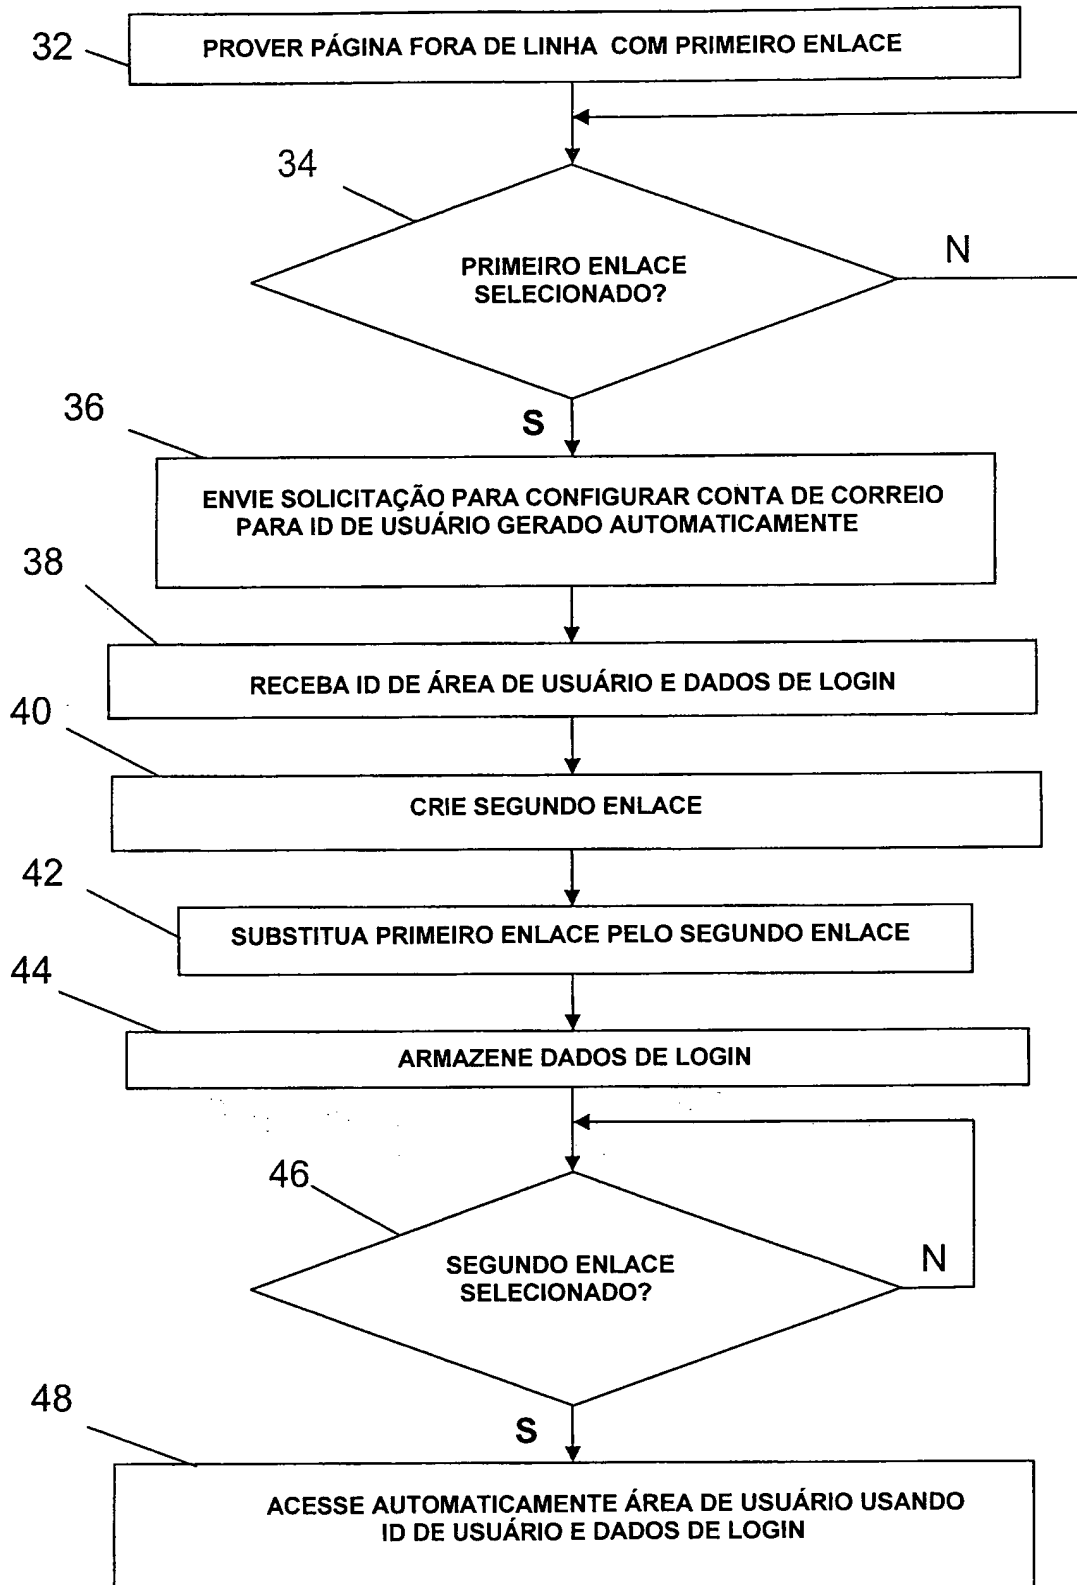 32
PROVER PÁGINA FORA DE LINHA COM PRIMEIRO ENLACE
34
PRIMEIRO ENLACE
SELECIONADO?
N
S
36
ENVIE SOLICITAÇÃO PARA CONFIGURAR CONTA DE CORREIO
PARA ID DE USUÁRIO GERADO AUTOMATICAMENTE
38
RECEBA ID DE ÁREA DE USUÁRIO E DADOS DE LOGIN
40
CRIE SEGUNDO ENLACE
42
SUBSTITUA PRIMEIRO ENLACE PELO SEGUNDO ENLACE
44
ARMAZENE DADOS DE LOGIN
46
SEGUNDO ENLACE
SELECIONADO?
N
S
48
ACESSE AUTOMATICAMENTE ÁREA DE USUÁRIO USANDO
ID DE USUÁRIO E DADOS DE LOGIN